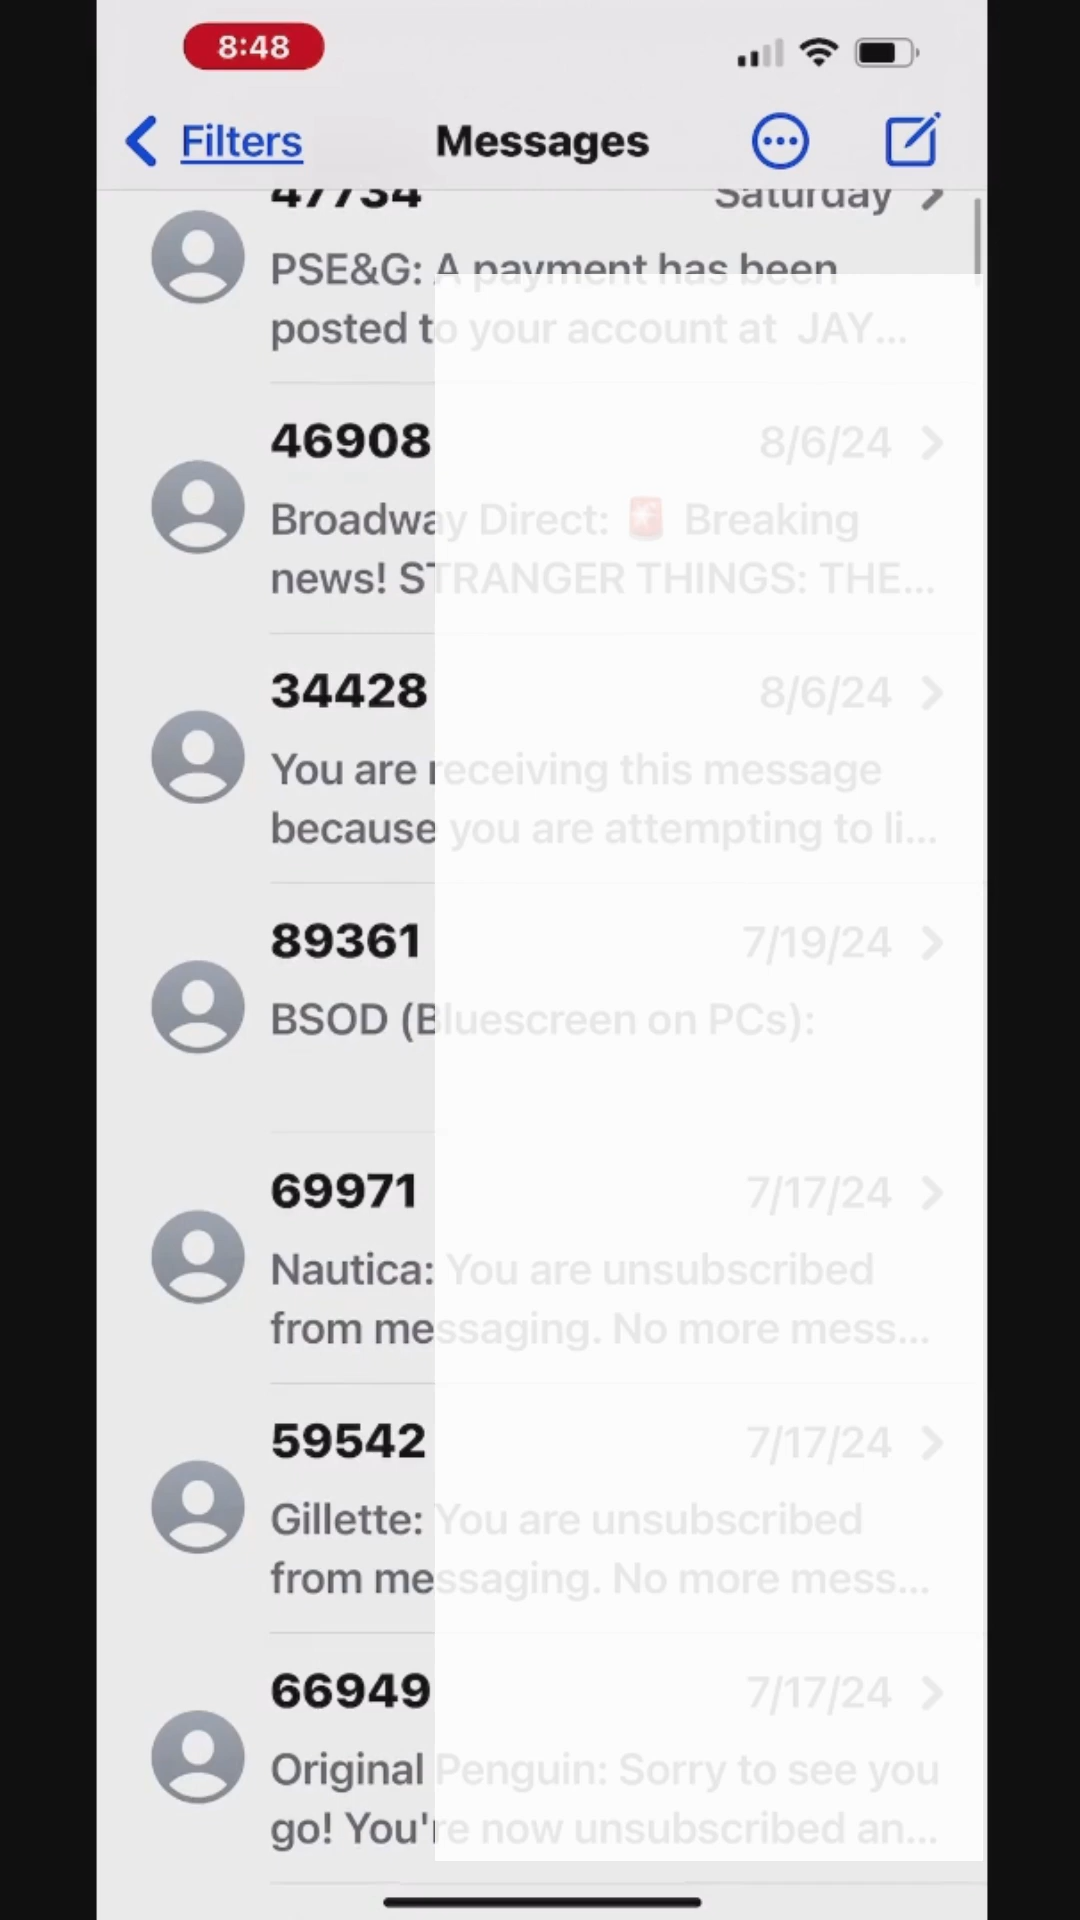 8:48
Filters Messages
47734 Saturday
PSE&G: A payment has been
posted to your account at JAY...
46908 8/6/24
Broadway Direct: 🚨 Breaking
news! STRANGER THINGS: THE...
34428 8/6/24
You are receiving this message
because you are attempting to li...
89361 7/19/24
BSOD (Bluescreen on PCs):
69971 7/17/24
Nautica: You are unsubscribed
from messaging. No more mess...
59542 7/17/24
Gillette: You are unsubscribed
from messaging. No more mess...
66949 7/17/24
Original Penguin: Sorry to see you
go! You're now unsubscribed an...